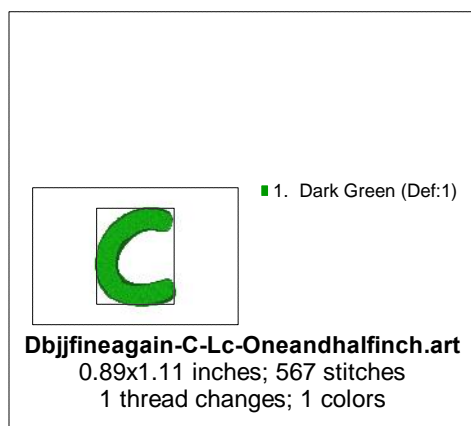 1. Dark Green (Def:1)
C
Dbjjfineagain-C-Lc-Oneandhalfinch.art
0.89x1.11 inches; 567 stitches
1 thread changes; 1 colors